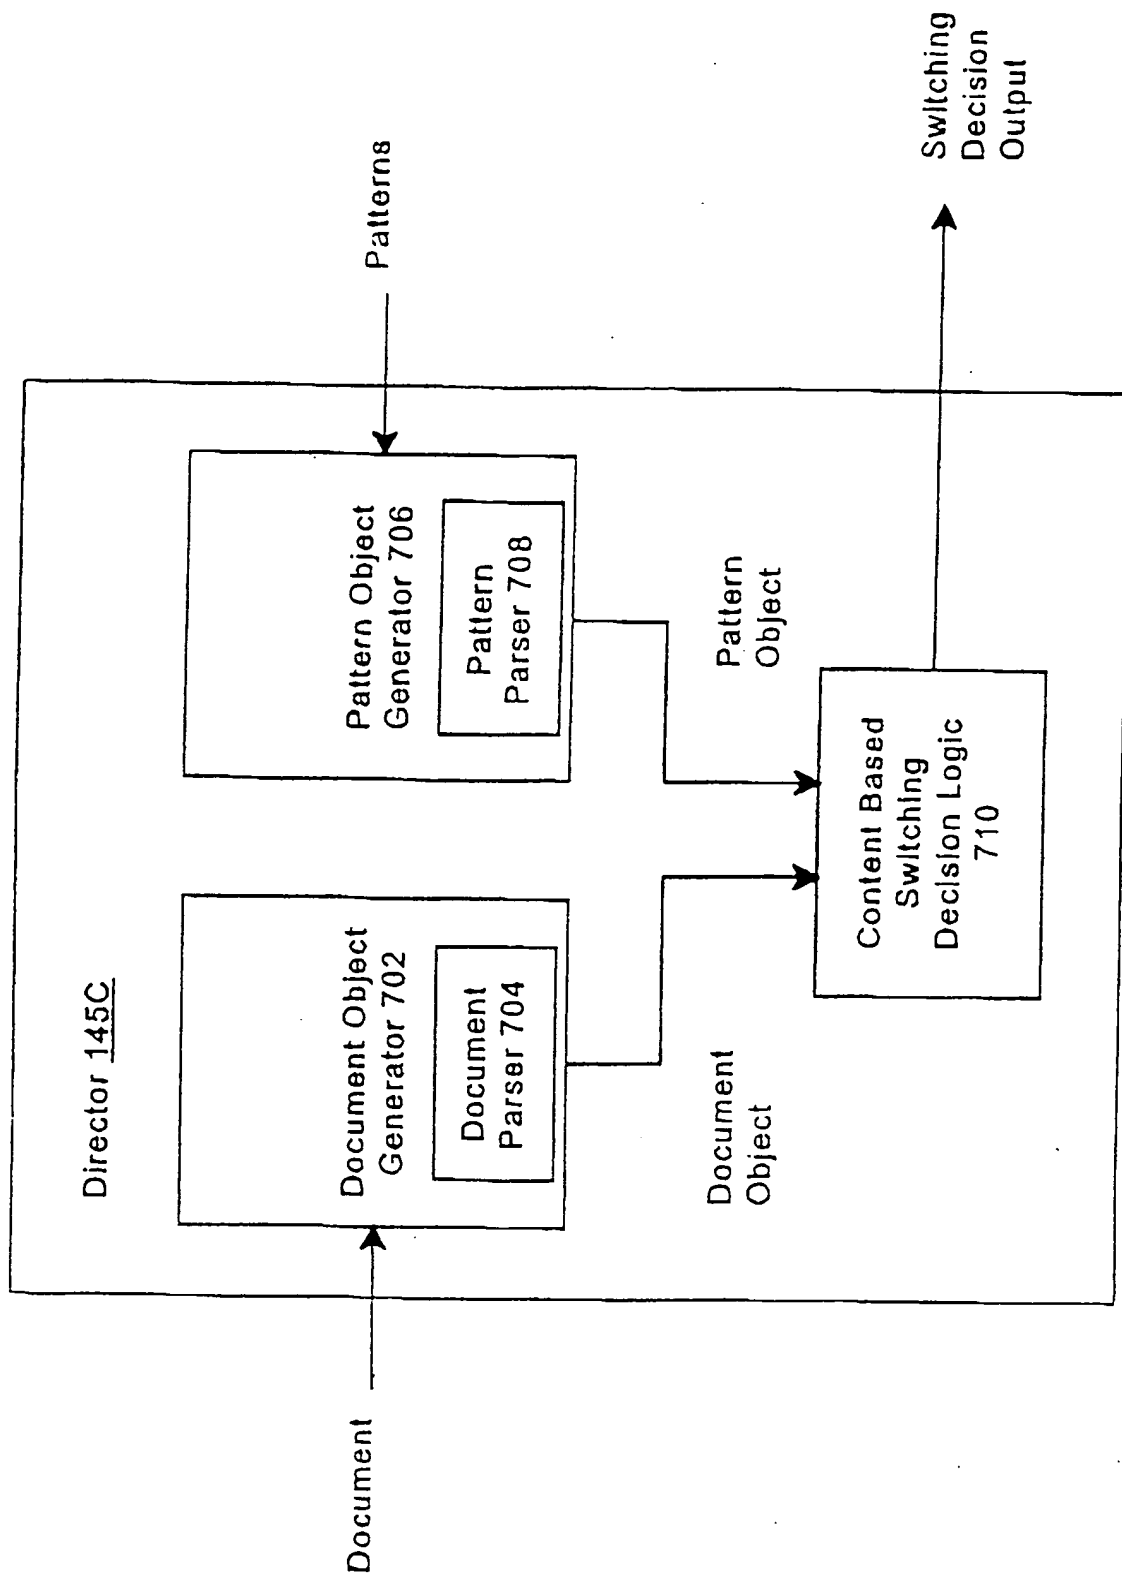 Director 145C
Document
Document Object
Generator 702
Document
Parser 704
Pattern Object
Generator 706
Pattern
Parser 708
Patterns
Document
Object
Pattern
Object
Content Based
Switching
Decision Logic
710
Switching
Decision
Output